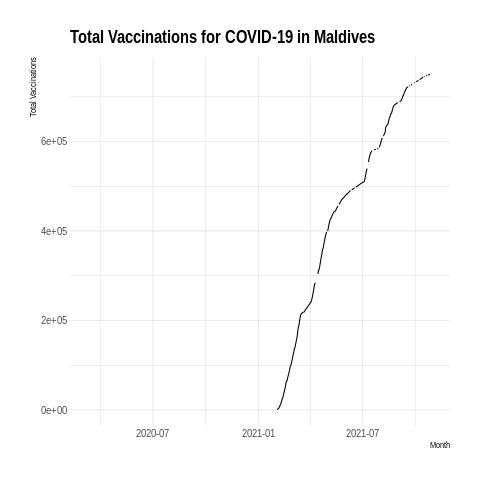 Total Vaccinations for COVID-19 in Maldives
Total Vaccinations
6e+05
4e+05
2e+05
0e+00
2020-07 2021-01 2021-07
Month